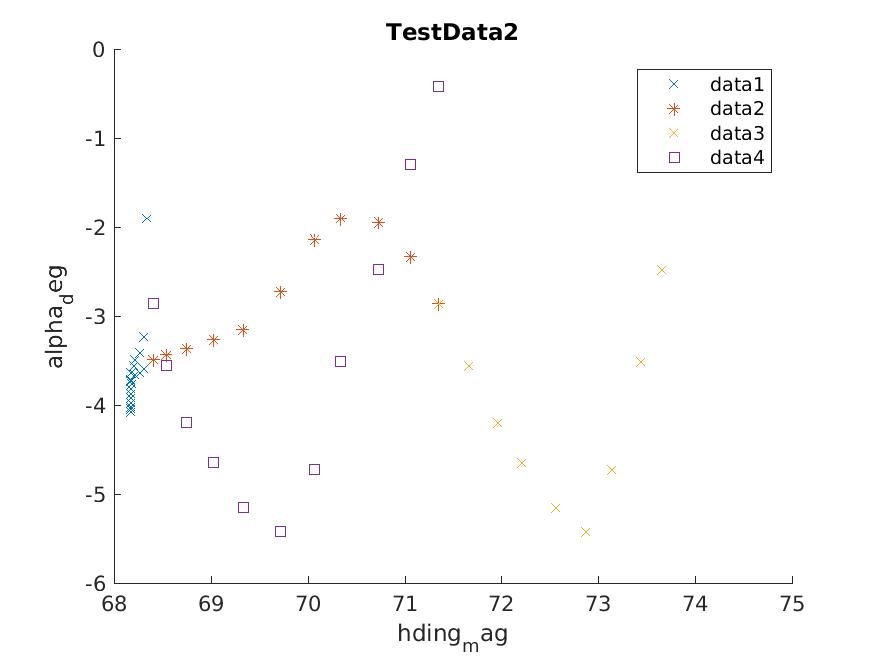 TestData2
0
-1
-2
-3
-4
-5
-6
alpha_deg
68 69 70 71 72 73 74 75
hding_mag
data1
data2
data3
data4